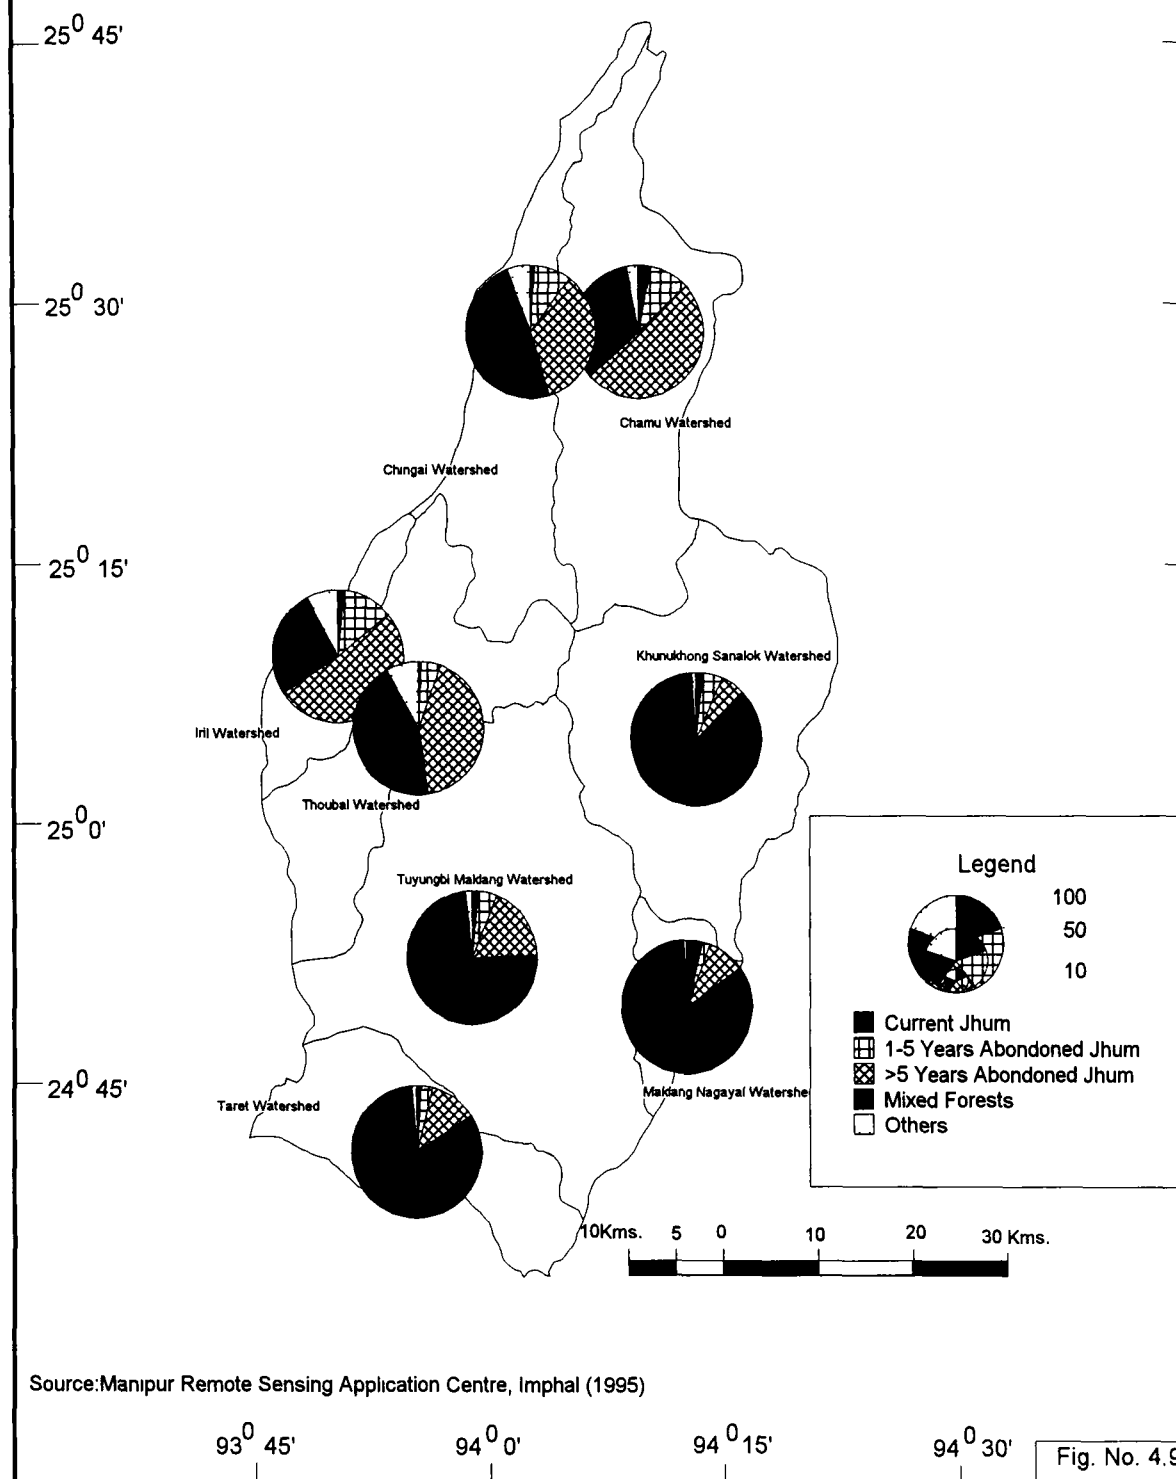 25⁰ 45'
25⁰ 30'
Chamu Watershed
Chingai Watershed
25⁰ 15'
Khunukhong Sanalok Watershed
Iril Watershed
Thoubal Watershed
25⁰ 0'
Legend
100
50
10
Tuyungbi Maklang Watershed
Current Jhum
1-5 Years Abondoned Jhum
>5 Years Abondoned Jhum
Mixed Forests
Others
24⁰ 45'
Maklang Nagayal Watershe
Taret Watershed
10Kms. 5 0 10 20 30 Kms.
Source:Manipur Remote Sensing Application Centre, Imphal (1995)
93⁰ 45' 94⁰ 0' 94⁰ 15' 94⁰ 30'
Fig. No. 4.9